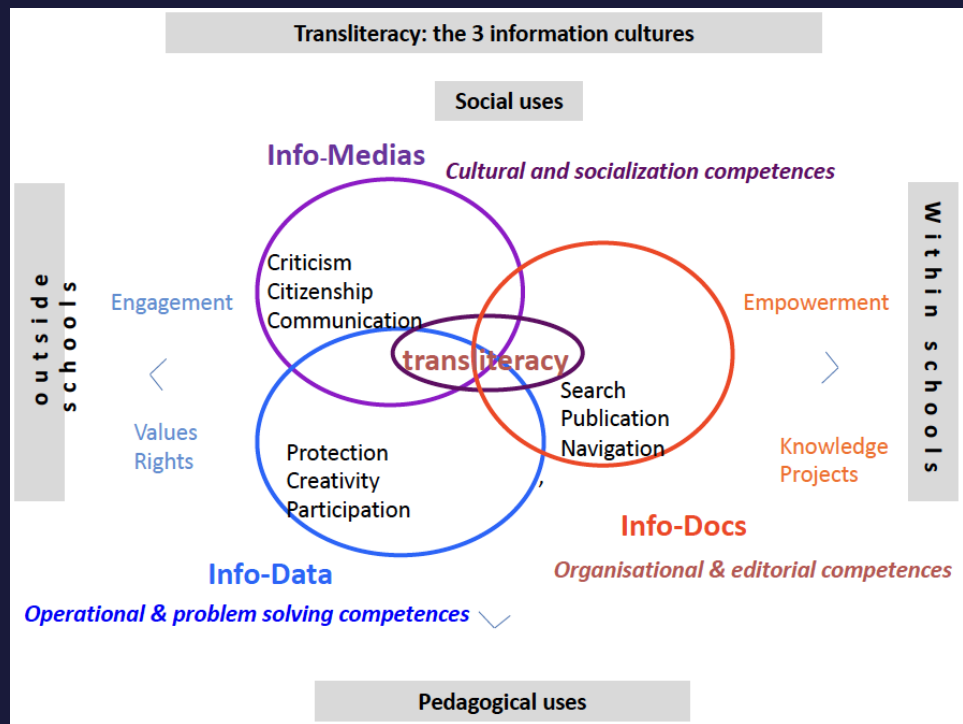 Transliteracy: the 3 information cultures
Social uses
Info-Medias
Cultural and socialization competences
outside
schools
Within schools
Criticism
Citizenship
Communication
Engagement
Empowerment
transliteracy
Search
Publication
Navigation
Values
Rights
Protection
Creativity
Participation
,
Knowledge
Projects
Info-Docs
Info-Data
Organisational & editorial competences
Operational & problem solving competences
Pedagogical uses